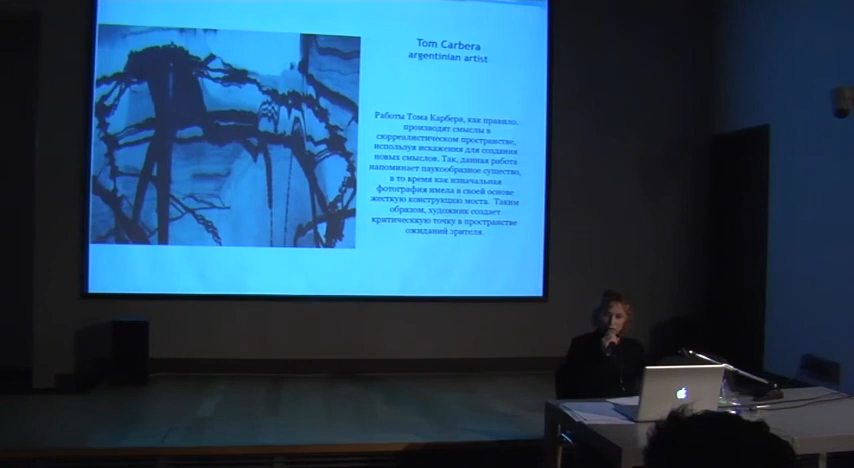 Tom Carbera
argentinian artist
Работы Тома Карбера, как правило,
производят смыслы в
сюрреалистическом пространстве,
используя искажения для создания
новых смыслов. Так, данная работа
напоминает паукообразное существо,
в то время как изначальная
фотография имела в своей основе
жесткую конструкцию моста. Таким
образом, художник создает
критическкую точку в пространстве
ожиданий зрителя.